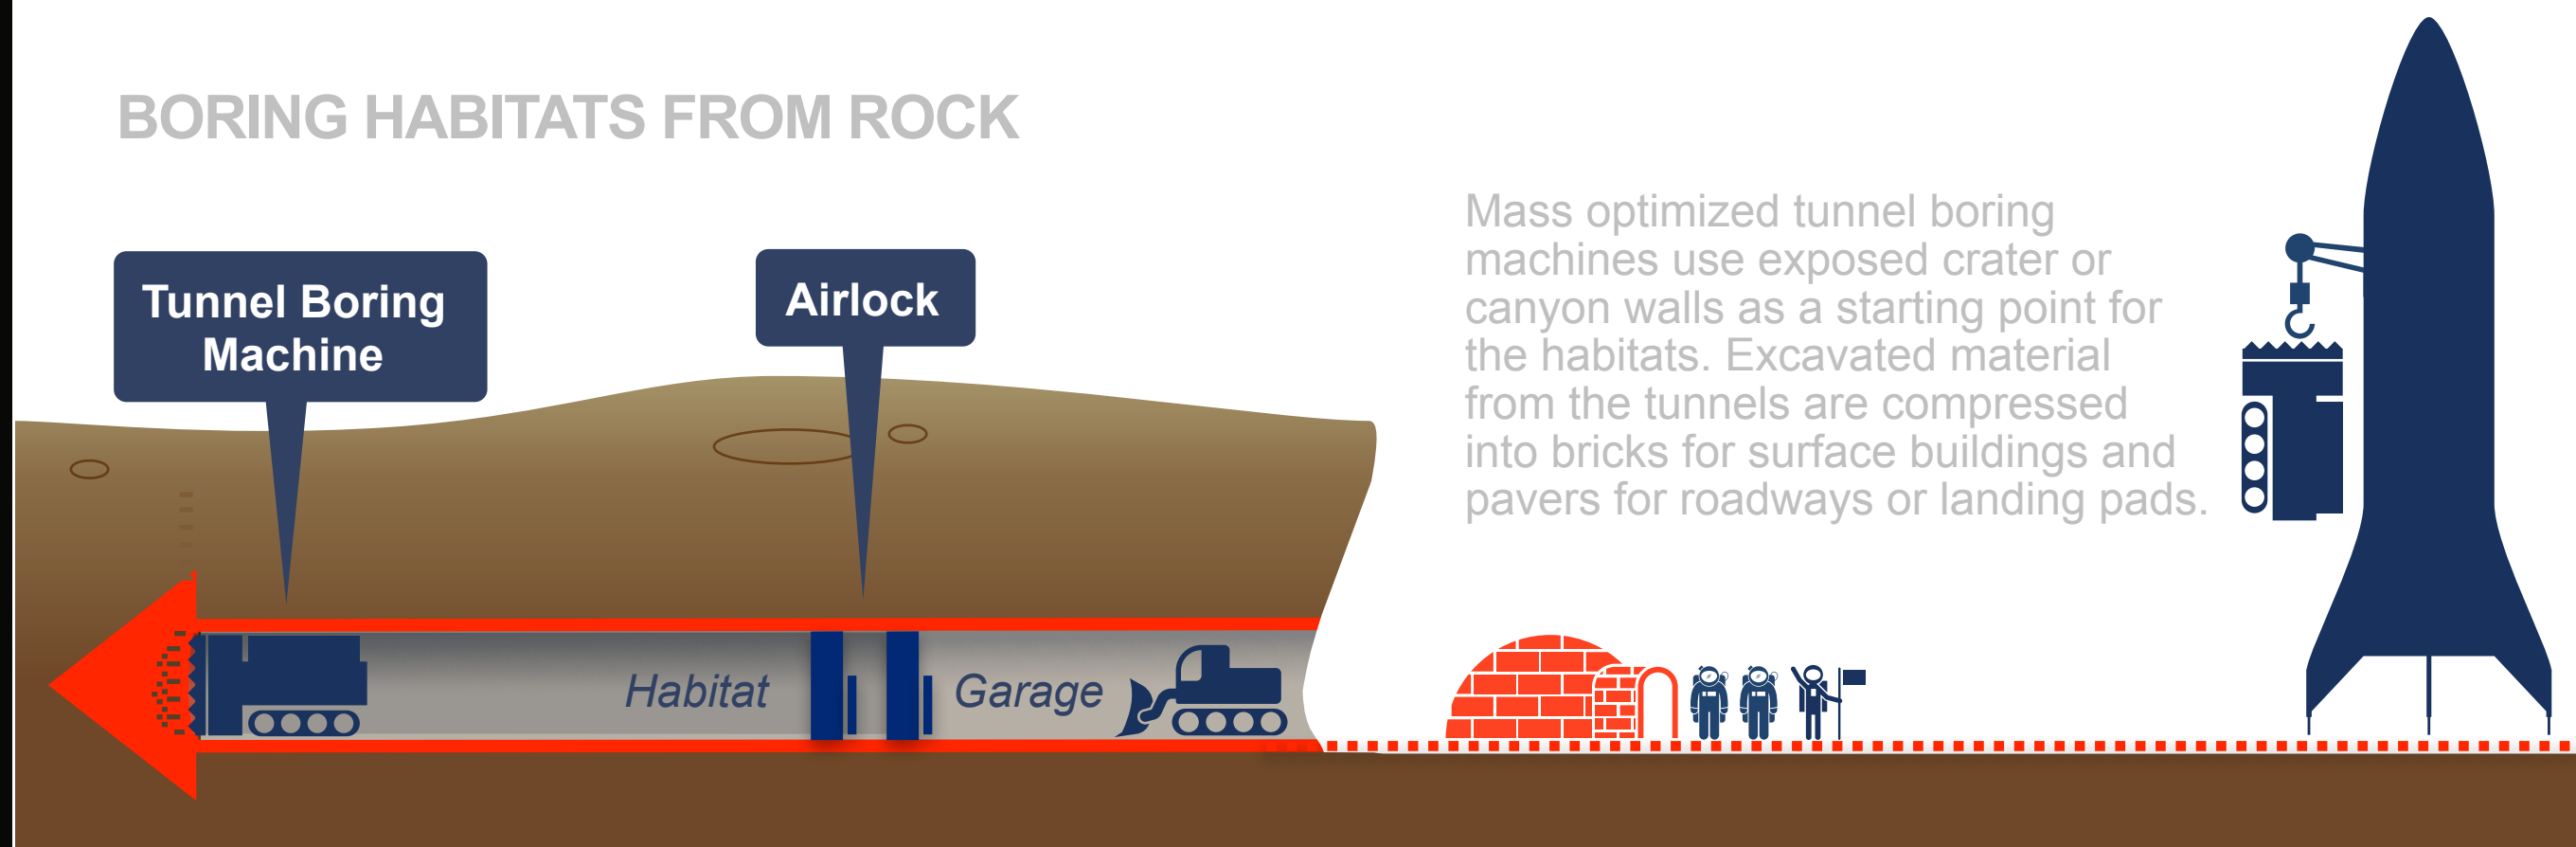 BORING HABITATS FROM ROCK
Tunnel Boring
Machine
Airlock
Mass optimized tunnel boring
machines use exposed crater or
canyon walls as a starting point for
the habitats. Excavated material
from the tunnels are compressed
into bricks for surface buildings and
pavers for roadways or landing pads.
Habitat
Garage